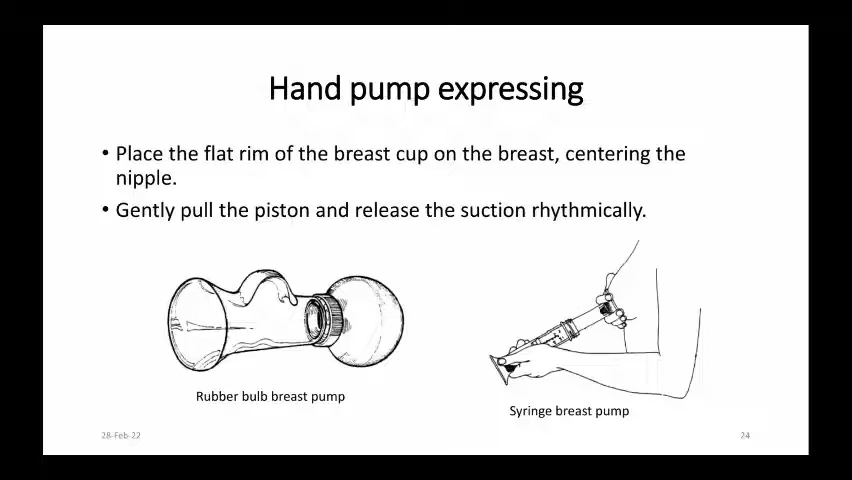 Hand pump expressing
• Place the flat rim of the breast cup on the breast, centering the
nipple.
• Gently pull the piston and release the suction rhythmically.
Rubber bulb breast pump
Syringe breast pump
28-Feb-22
24